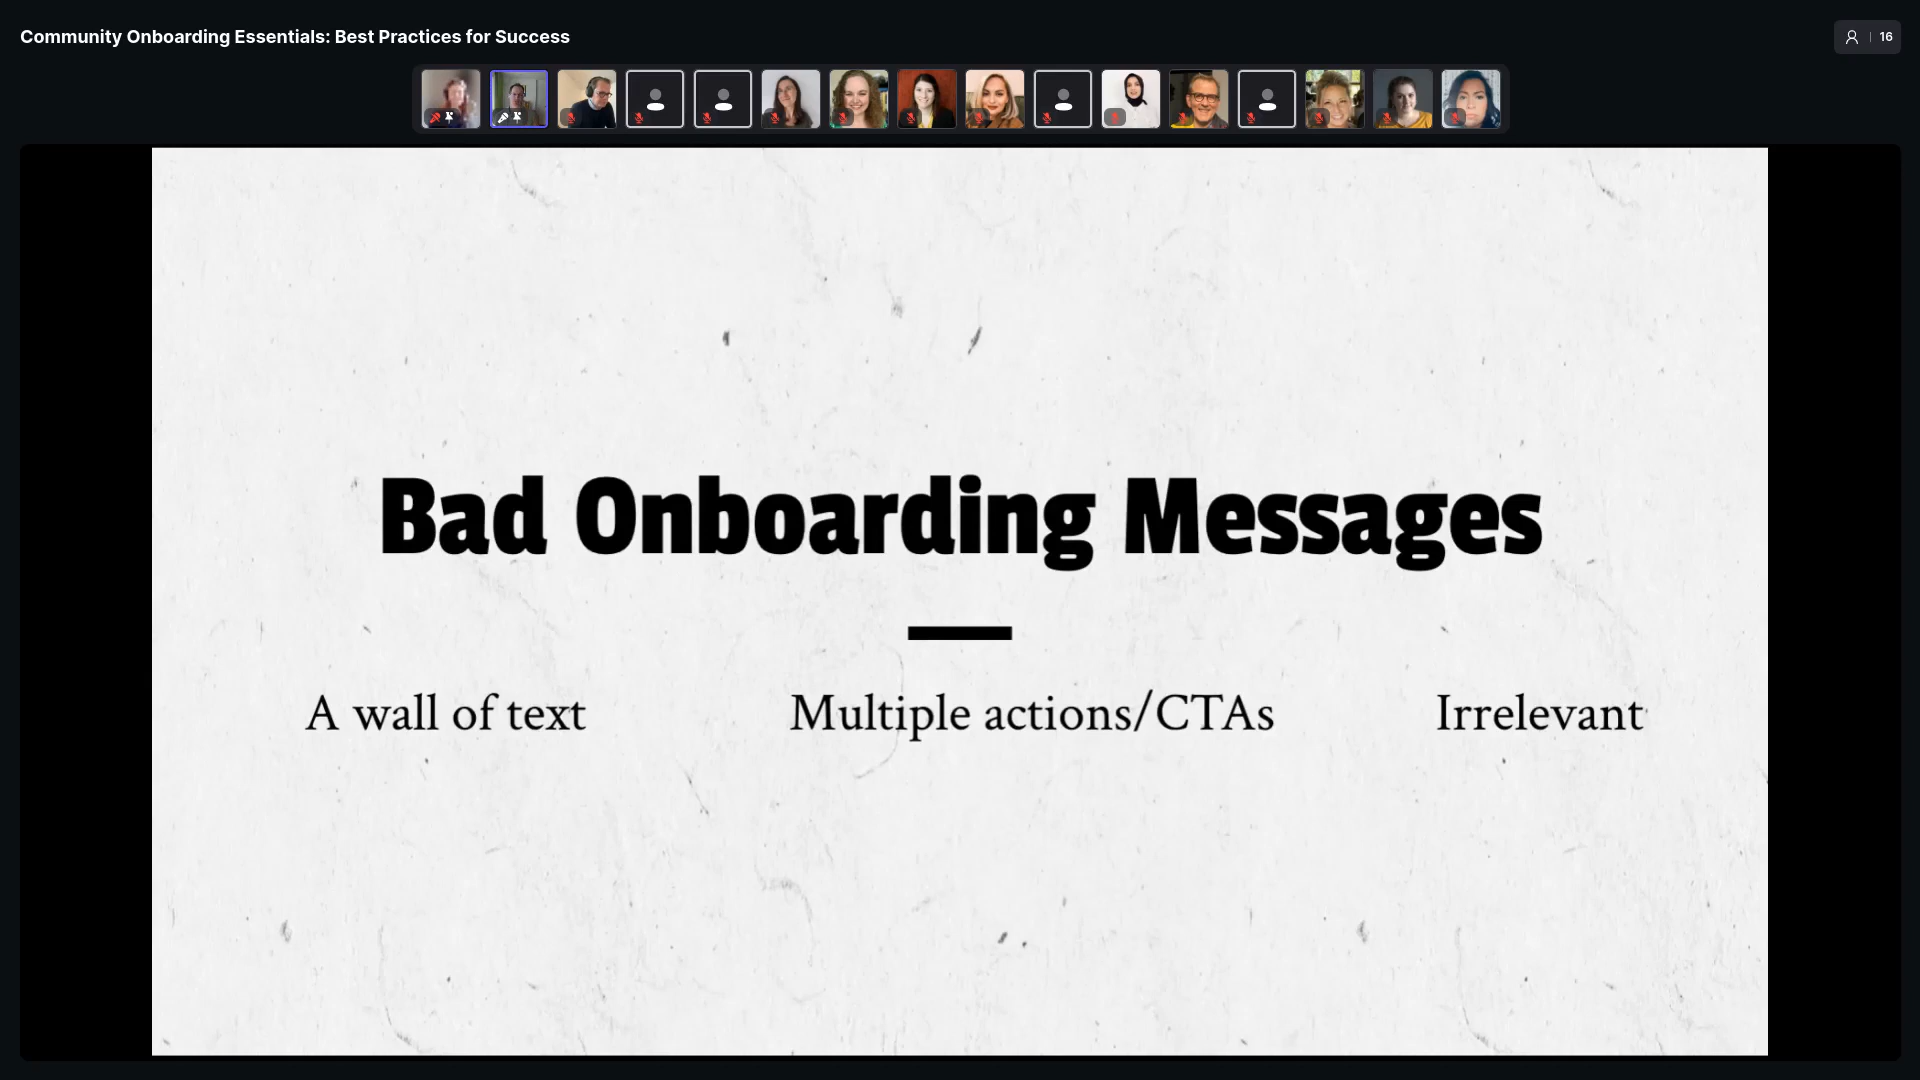 Community Onboarding Essentials: Best Practices for Success
16
Bad Onboarding Messages
A wall of text
Multiple actions/CTAs
Irrelevant